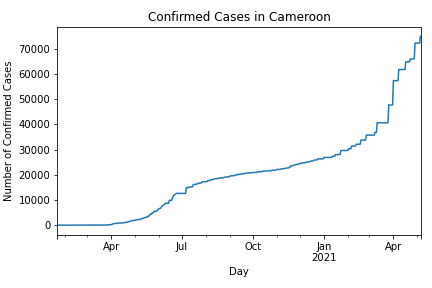 Confirmed Cases in Cameroon
Number of Confirmed Cases
70000
60000
50000
40000
30000
20000
10000
0
Apr
Jul
Oct
Jan
2021
Apr
Day